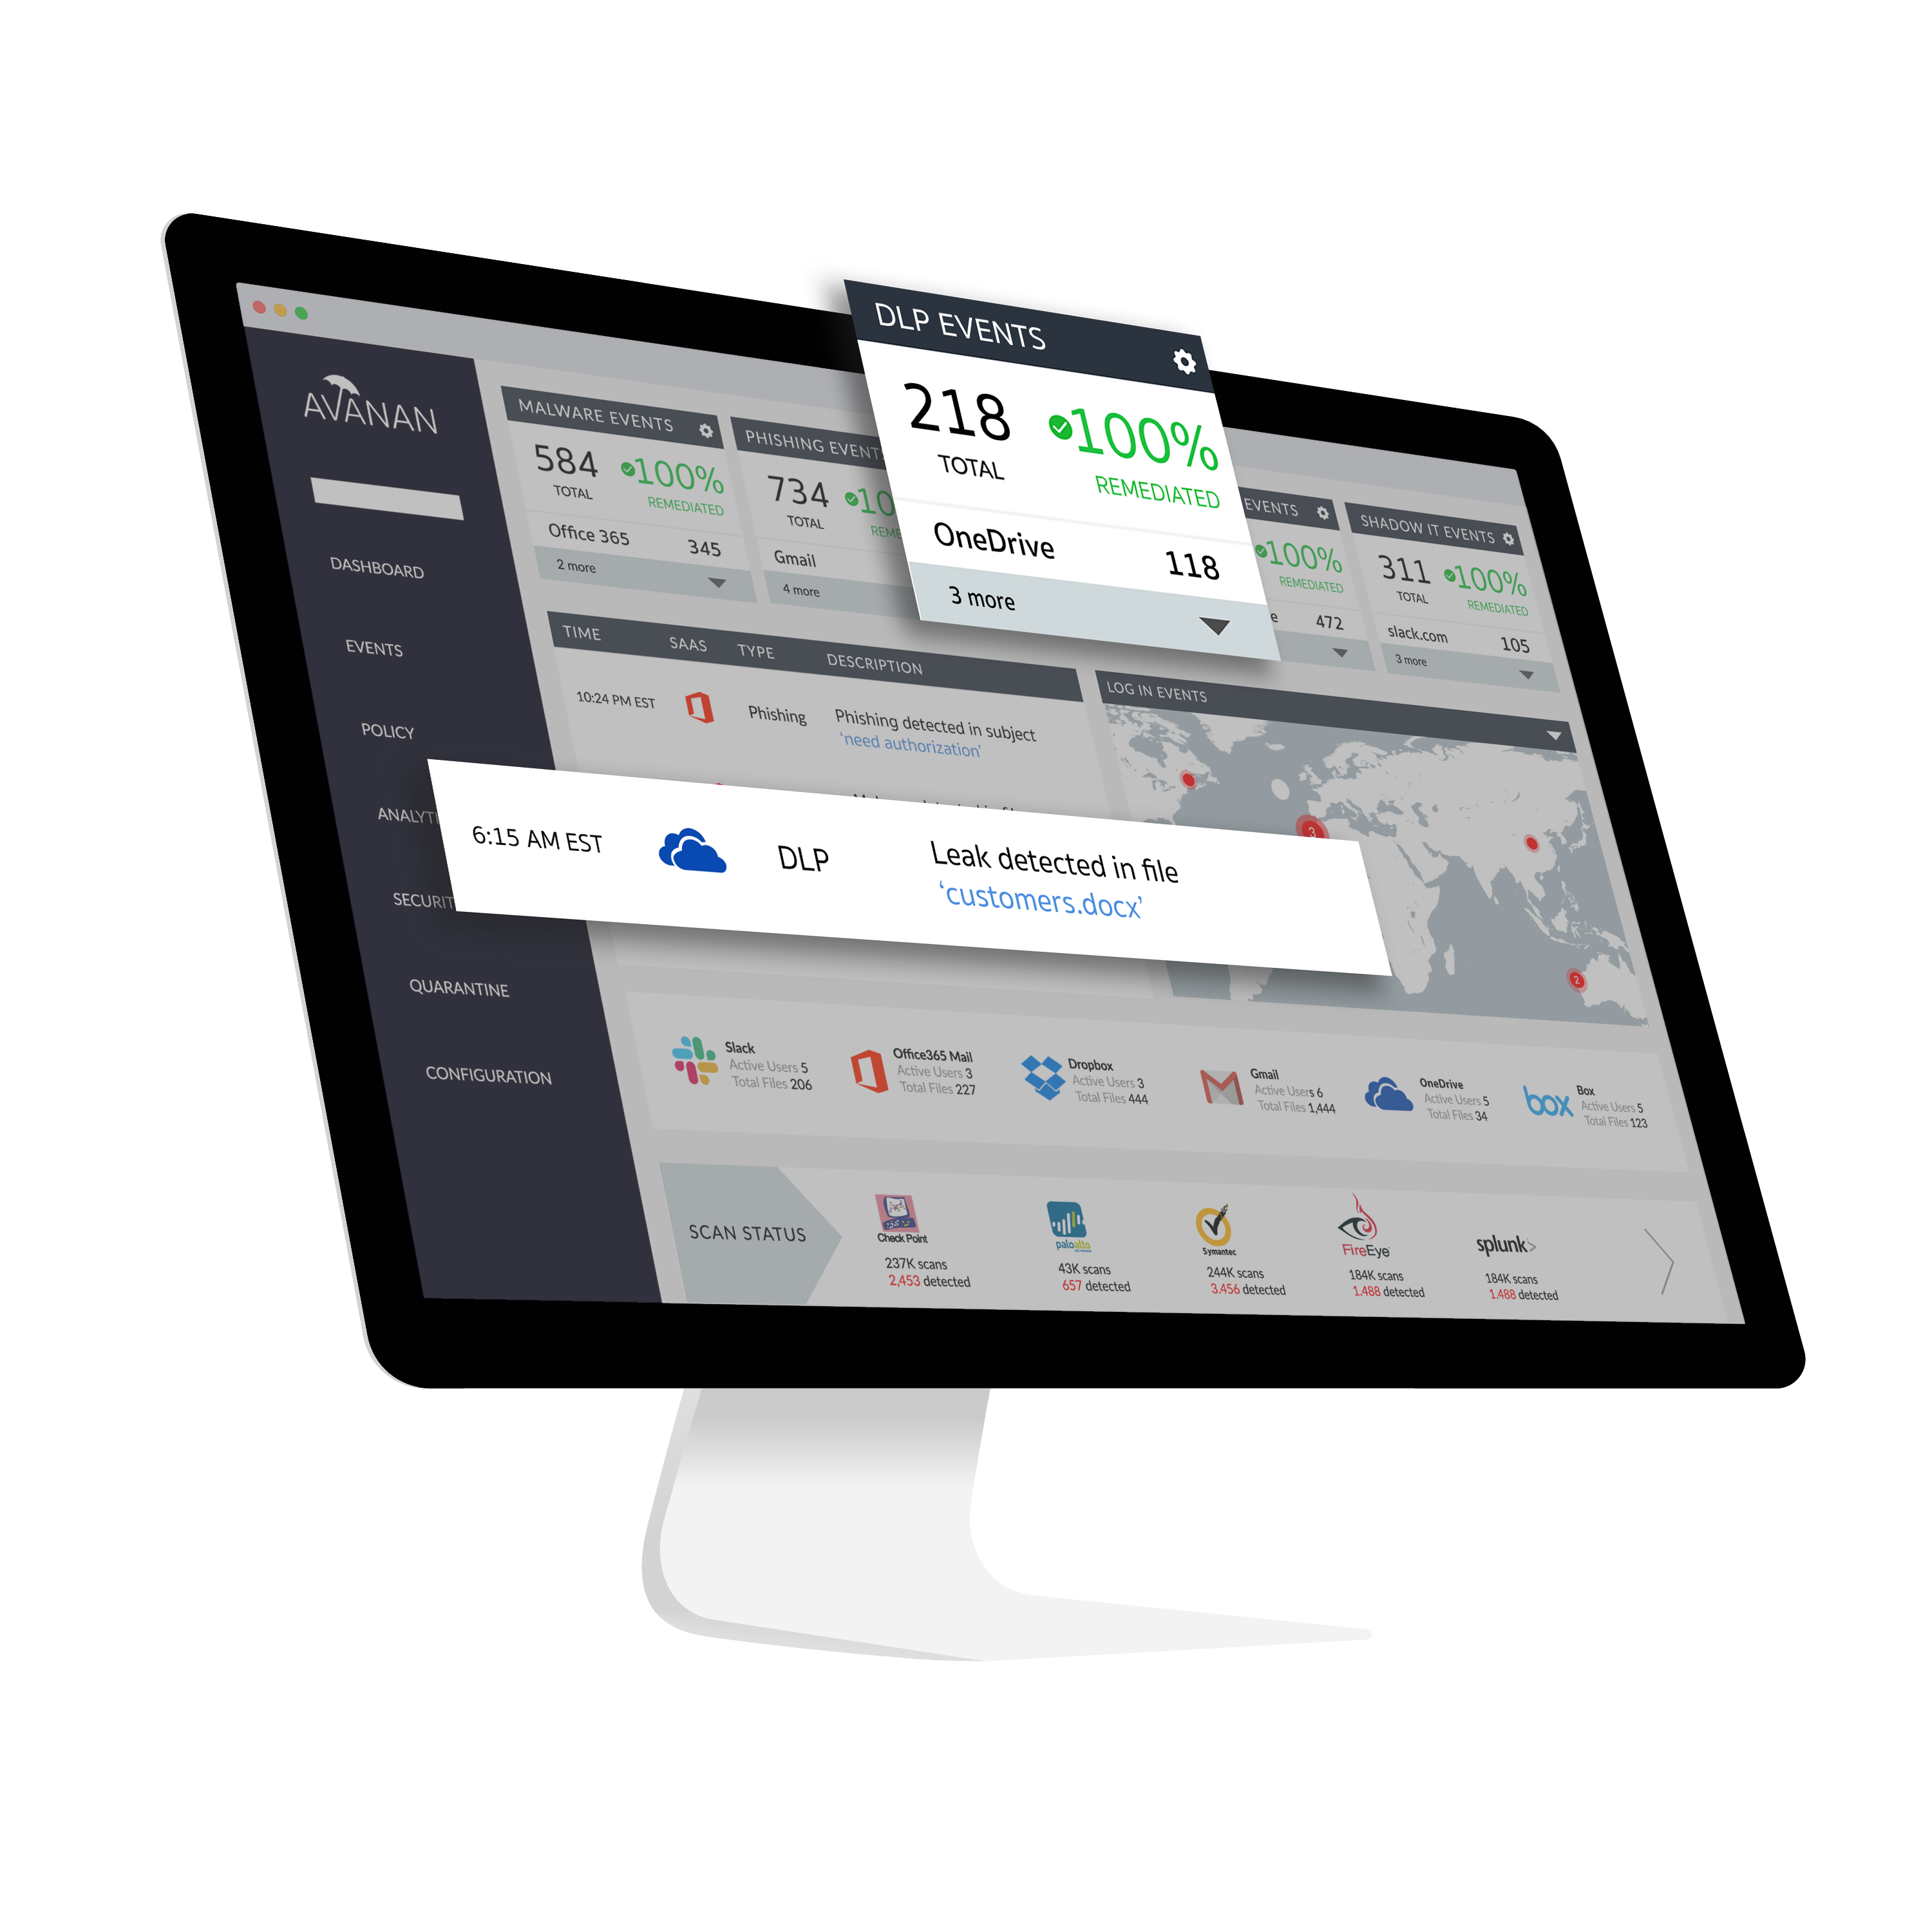 AVANAN
DASHBOARD
EVENTS
POLICY
QUARANTINE
CONFIGURATION
MALWARE EVENTS
584
TOTAL
100%
REMEDIATED
Office 365 345
2 more
PHISHING
734
TOTAL
Gmail
4 more
DLP EVENTS
218
TOTAL
100%
REMEDIATED
OneDrive 118
3 more
EVENTS
100%
REMEDIATED
472
SHADOW IT EVENTS
311
TOTAL
100%
REMEDIATED
slack.com 105
3 more
TIME SAAS TYPE DESCRIPTION
10:24 PM EST Phishing Phishing detected in subject
'need authorization'
6:15 AM EST DLP Leak detected in file
‘customers.docx’
LOG IN EVENTS
3
2
Slack
Active Users 5
Total Files 206
Office365 Mail
Active Users 3
Total Files 227
Dropbox
Active Users 3
Total Files 444
Gmail
Active Users 6
Total Files 1,444
OneDrive
Active Users 5
Total Files 34
box
Box
Active Users 5
Total Files 123
SCAN STATUS
Check Point
237K scans
2,453 detected
paloalto
43K scans
657 detected
Symantec
244K scans
3.456 detected
FireEye
184K scans
1.488 detected
splunk>
184K scans
1.488 detected